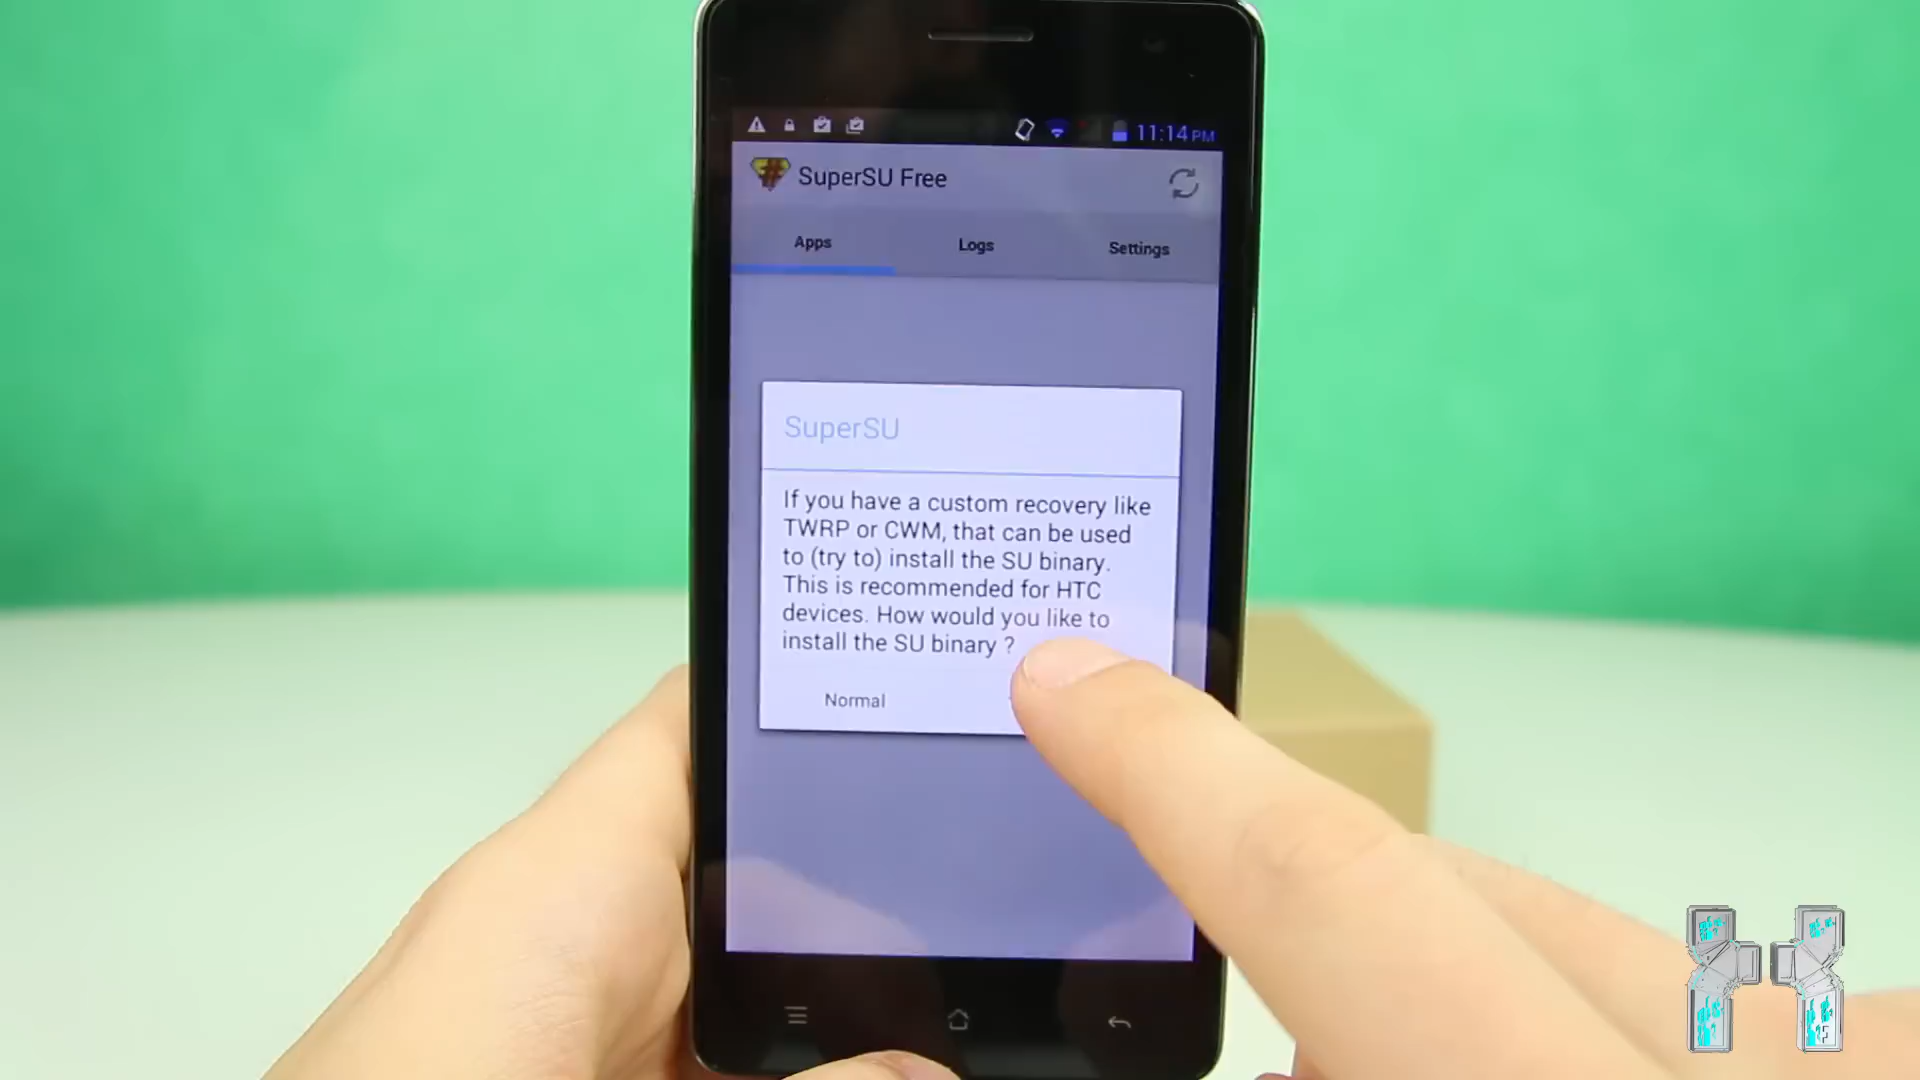 11:14 PM
SuperSU Free
Apps Logs Settings
SuperSU
If you have a custom recovery like
TWRP or CWM, that can be used
to (try to) install the SU binary.
This is recommended for HTC
devices. How would you like to
install the SU binary ?
Normal